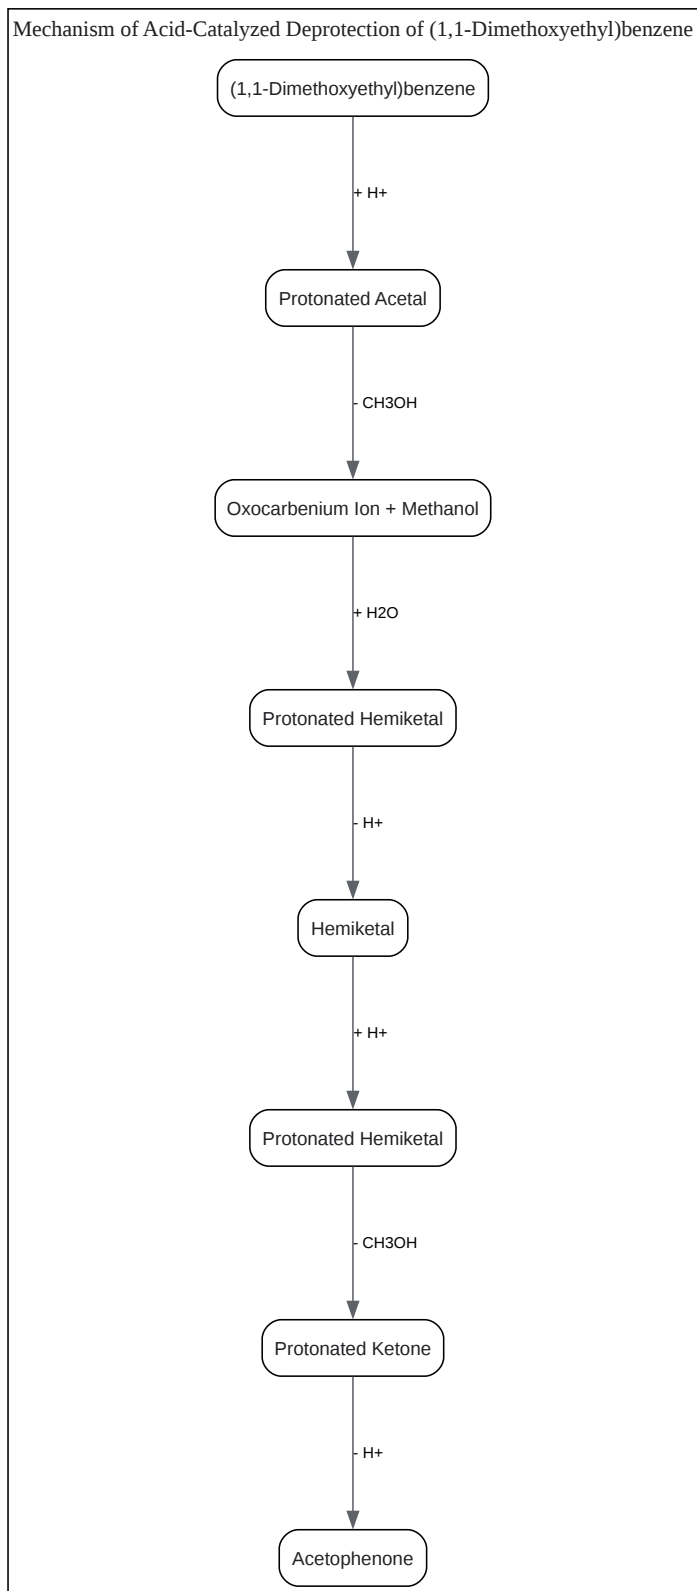 Mechanism of Acid-Catalyzed Deprotection of (1,1-Dimethoxyethyl)benzene
(1,1-Dimethoxyethyl)benzene
+ H+
Protonated Acetal
- CH3OH
Oxocarbenium Ion + Methanol
+ H2O
Protonated Hemiketal
- H+
Hemiketal
+ H+
Protonated Hemiketal
- CH3OH
Protonated Ketone
- H+
Acetophenone